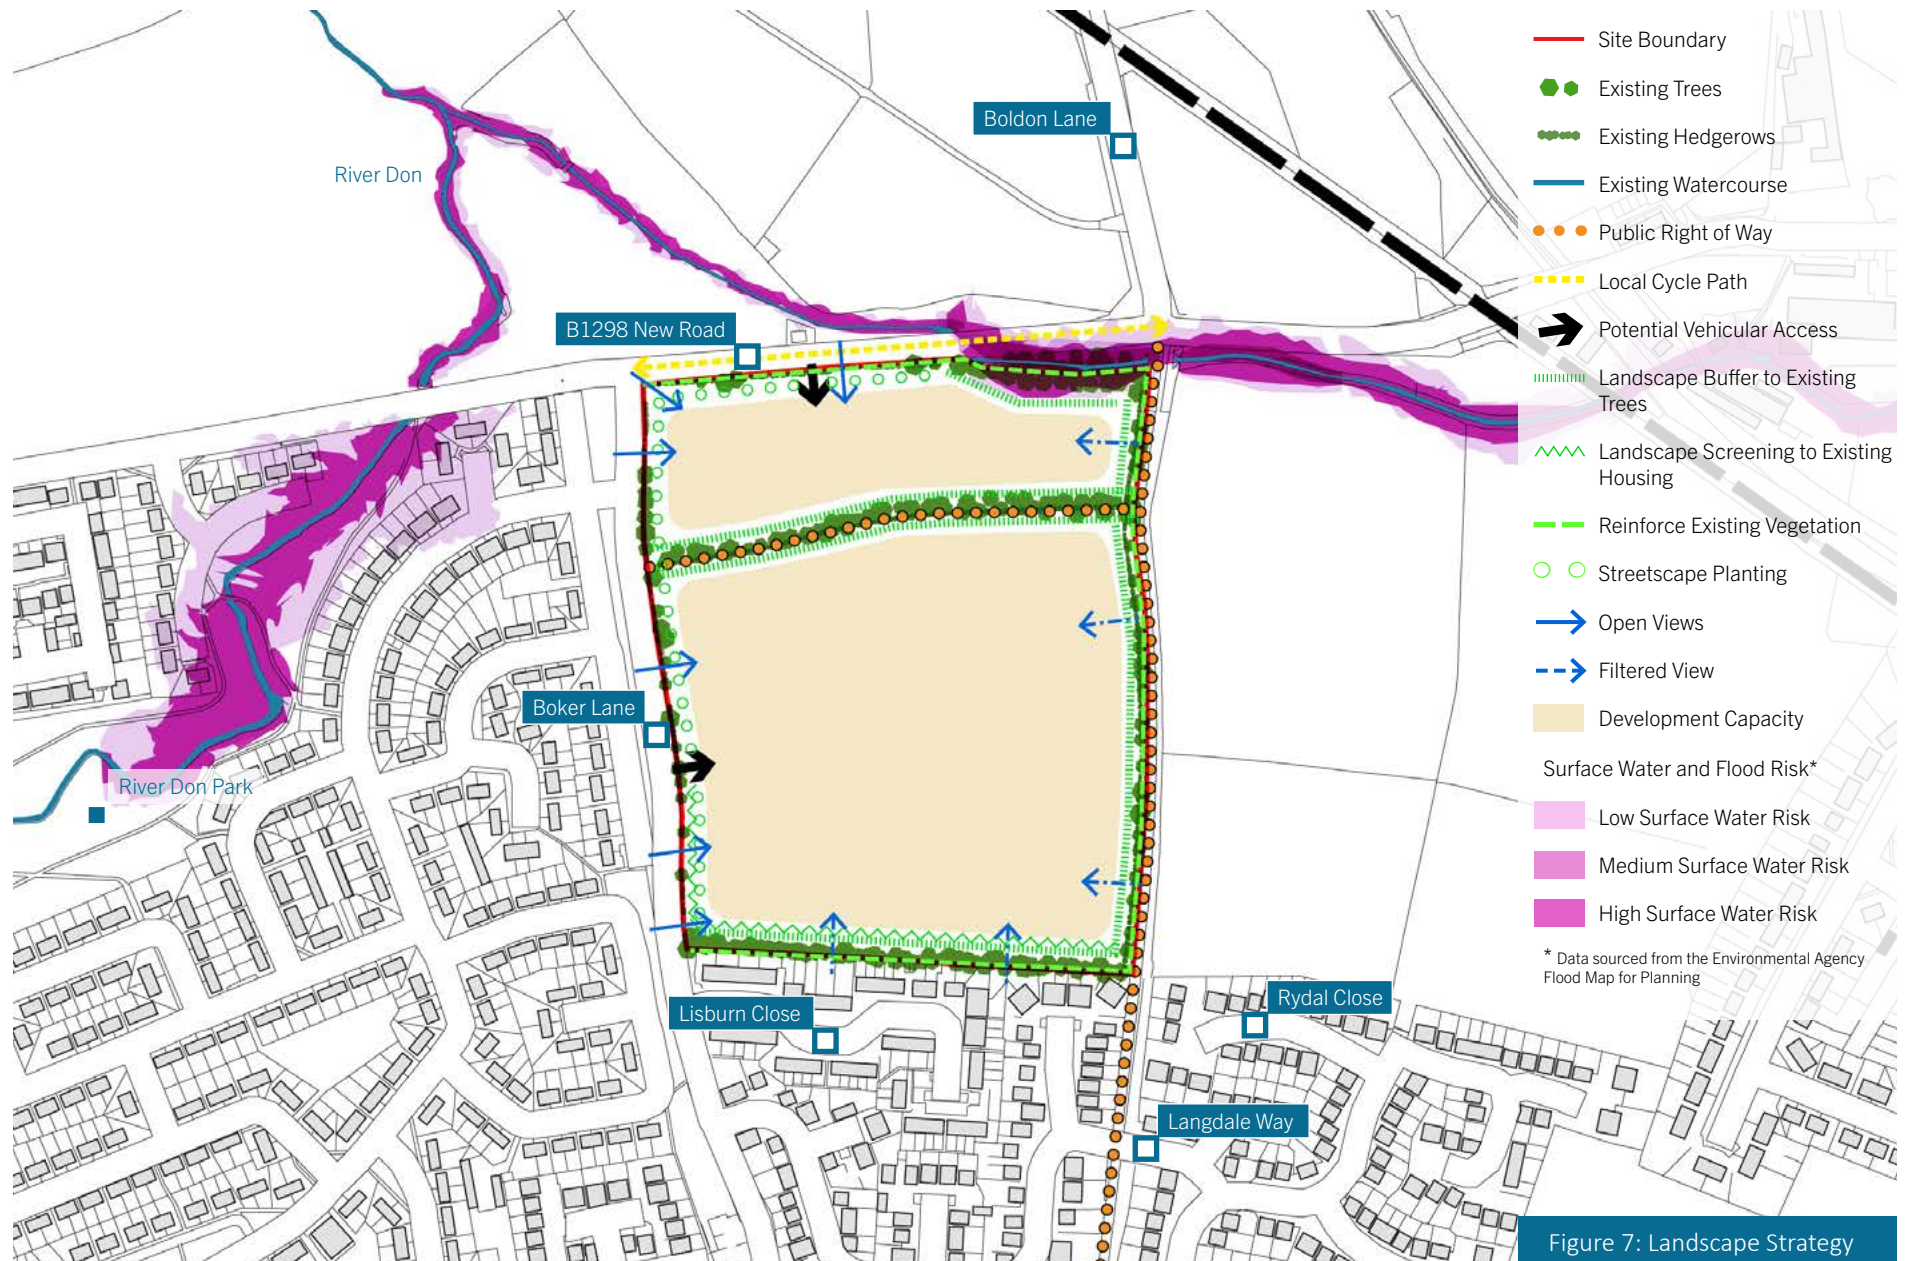 Boldon Lane
River Don
B1298 New Road
Boker Lane
River Don Park
Lisburn Close
Rydal Close
Langdale Way
Site Boundary
Existing Trees
Existing Hedgerows
Existing Watercourse
Public Right of Way
Local Cycle Path
Potential Vehicular Access
Landscape Buffer to Existing
Trees
Landscape Screening to Existing
Housing
Reinforce Existing Vegetation
Streetscape Planting
Open Views
Filtered View
Development Capacity
Surface Water and Flood Risk*
Low Surface Water Risk
Medium Surface Water Risk
High Surface Water Risk
* Data sourced from the Environmental Agency
Flood Map for Planning
Figure 7: Landscape Strategy